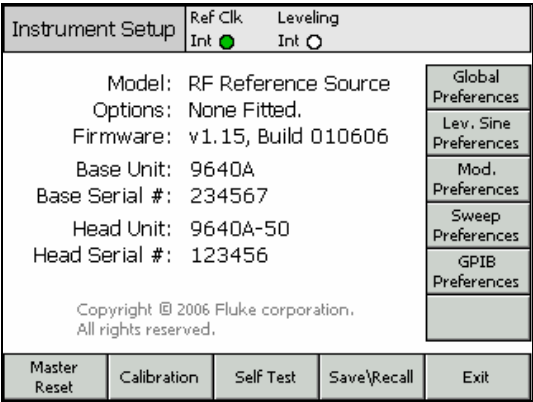 Instrument Setup
Ref Clk Leveling
Int Int
Model: RF Reference Source
Options: None Fitted.
Firmware: v1.15, Build 010606
Base Unit: 9640A
Base Serial #: 234567
Head Unit: 9640A-50
Head Serial #: 123456
Copyright © 2006 Fluke corporation.
All rights reserved.
Global
Preferences
Lev. Sine
Preferences
Mod.
Preferences
Sweep
Preferences
GPIB
Preferences
Master
Reset
Calibration
Self Test
Save\Recall
Exit